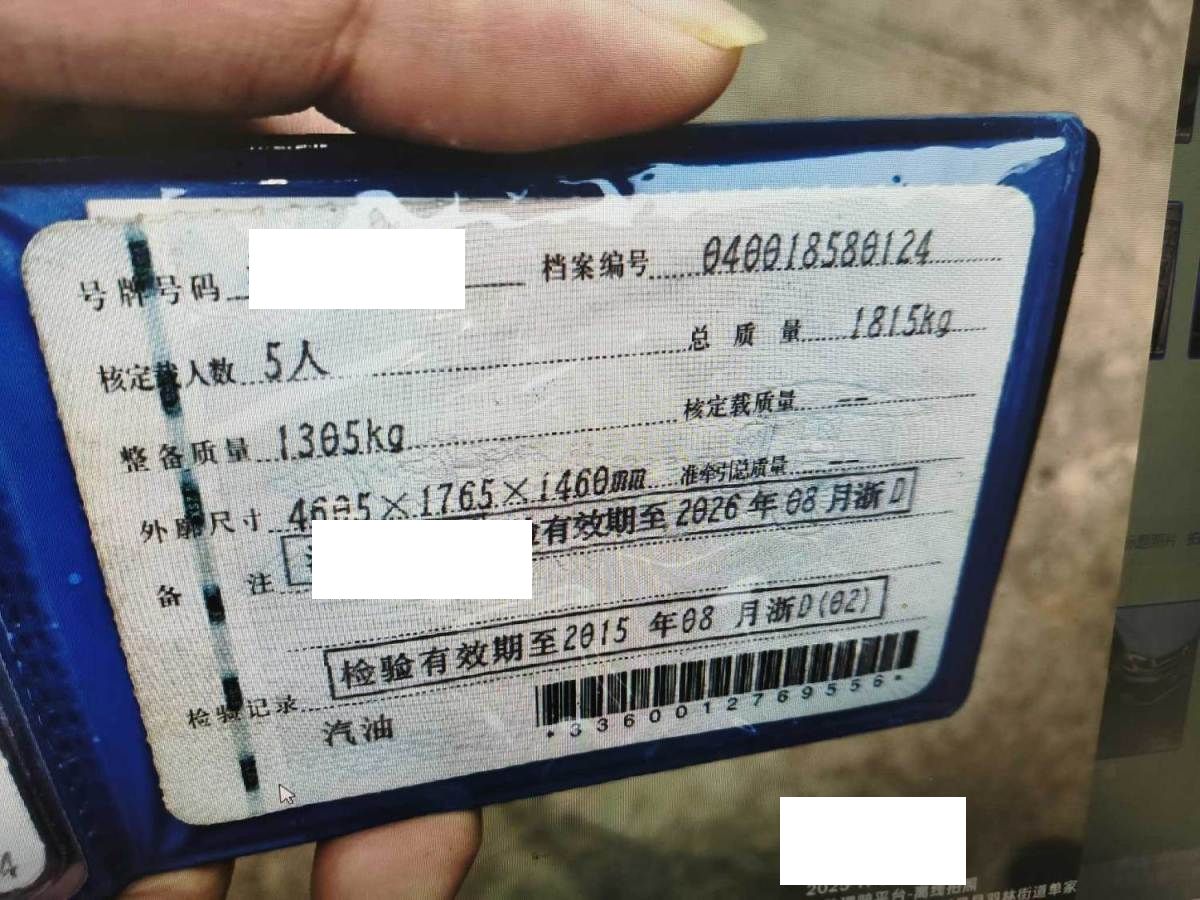 号牌号码
档案编号 040018580124
核定载人数 5人
总质量 1815kg
整备质量 1305kg
核定载质量 --
外廓尺寸 4605×1765×1460mm
准牵引总质量 --
备注
有效期至2026年08月浙D
检验有效期至2015年08月浙D(02)
检验记录
汽油
*3360012769556*